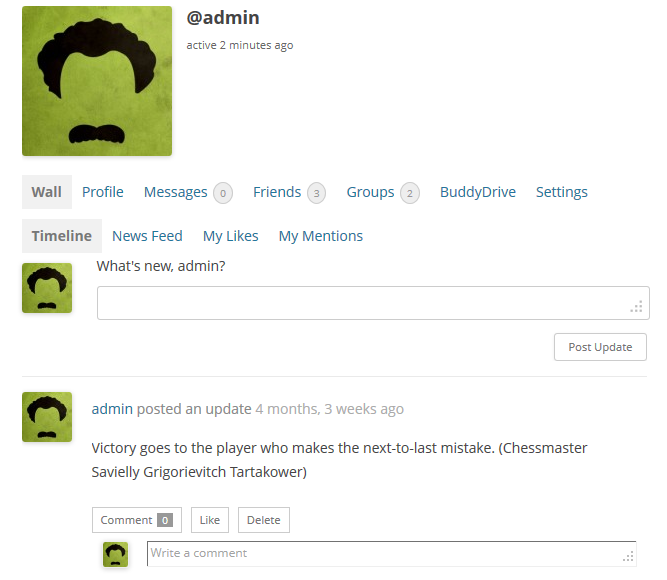 @admin
active 2 minutes ago
Wall Profile Messages 0 Friends 3 Groups 2 BuddyDrive Settings
Timeline News Feed My Likes My Mentions
What's new, admin?
Post Update
admin posted an update 4 months, 3 weeks ago
Victory goes to the player who makes the next-to-last mistake. (Chessmaster
Savielly Grigorievitch Tartakower)
Comment 0 Like Delete
Write a comment